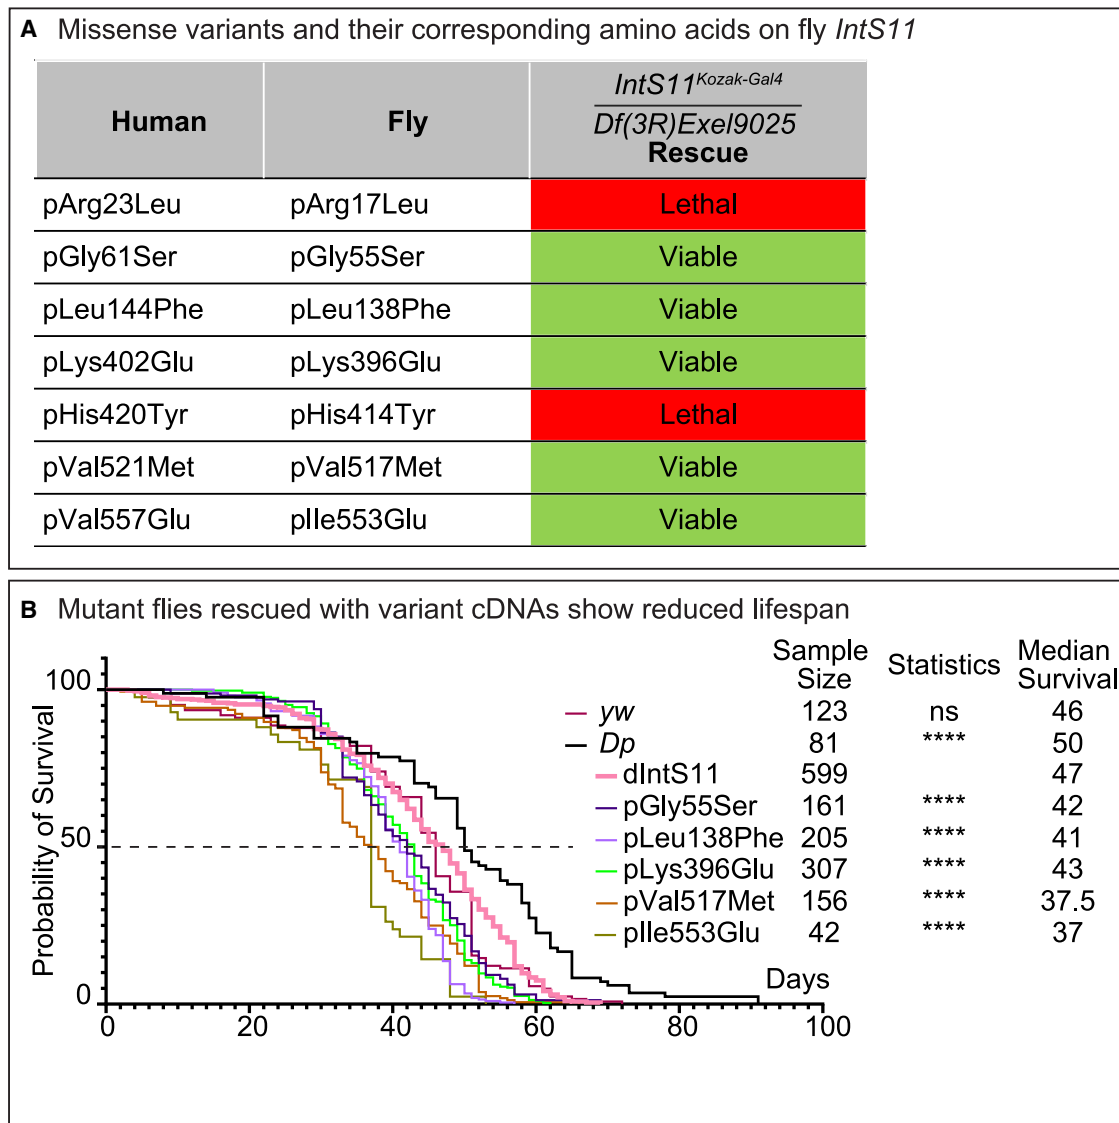 A Missense variants and their corresponding amino acids on fly IntS11
Human Fly IntS11^Kozak-Gal4
Df(3R)Exel9025
Rescue
pArg23Leu pArg17Leu Lethal
pGly61Ser pGly55Ser Viable
pLeu144Phe pLeu138Phe Viable
pLys402Glu pLys396Glu Viable
pHis420Tyr pHis414Tyr Lethal
pVal521Met pVal517Met Viable
pVal557Glu pIle553Glu Viable
B Mutant flies rescued with variant cDNAs show reduced lifespan
Sample Size Statistics Median Survival
yw 123 ns 46
Dp 81 **** 50
dIntS11 599 47
pGly55Ser 161 **** 42
pLeu138Phe 205 **** 41
pLys396Glu 307 **** 43
pVal517Met 156 **** 37.5
pIle553Glu 42 **** 37
Probability of Survival
100
50
0
Days
0 20 40 60 80 100